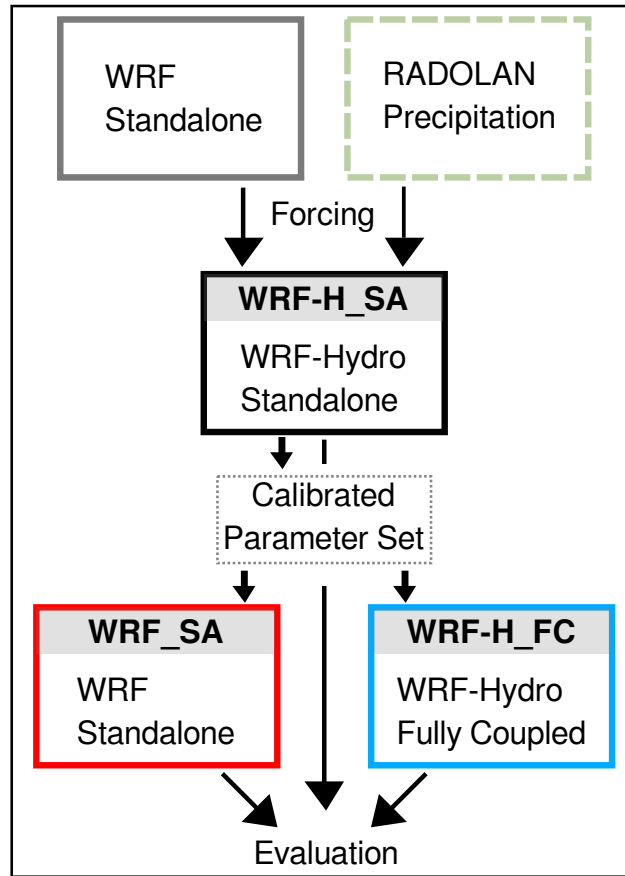 WRF
Standalone
RADOLAN
Precipitation
Forcing
WRF-H_SA
WRF-Hydro
Standalone
Calibrated
Parameter Set
WRF_SA
WRF
Standalone
WRF-H_FC
WRF-Hydro
Fully Coupled
Evaluation